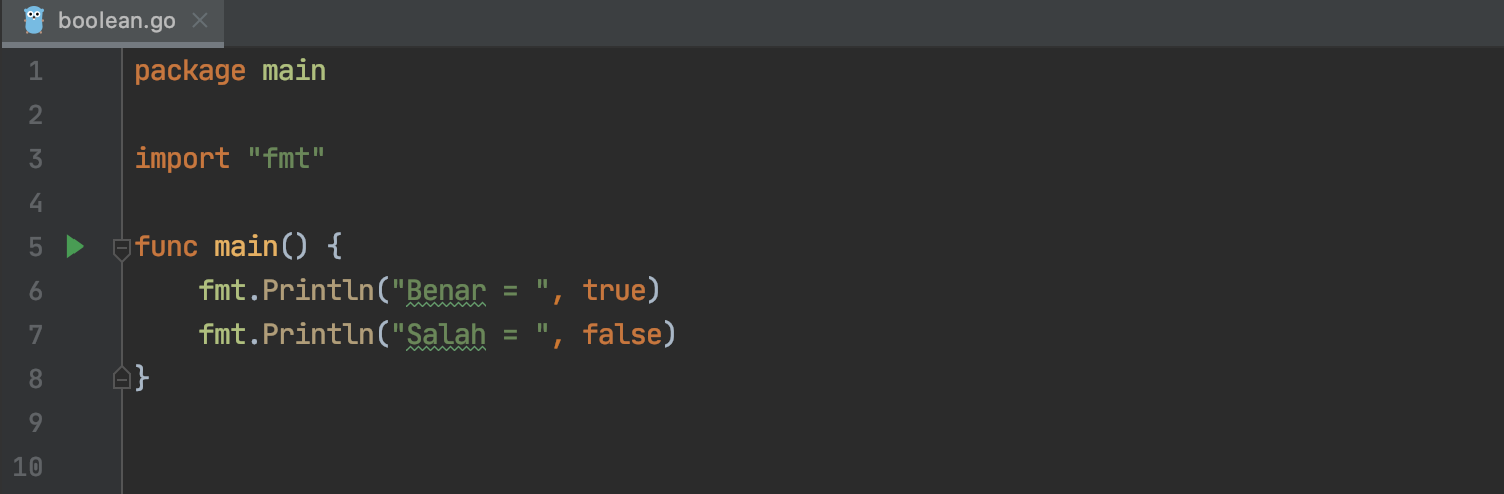 boolean.go
1 package main
2
3 import "fmt"
4
5 func main() {
6     fmt.Println("Benar = ", true)
7     fmt.Println("Salah = ", false)
8 }
9
10